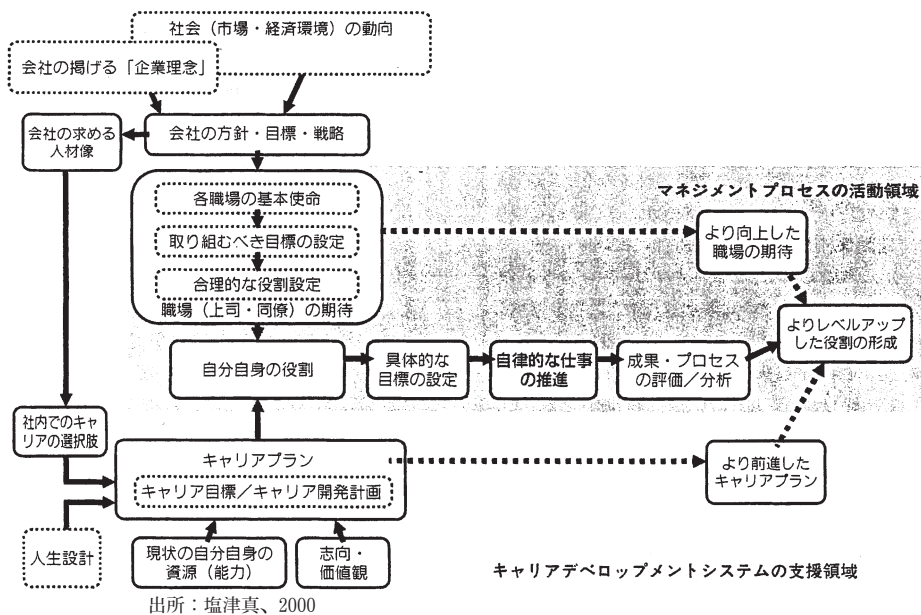 社会（市場・経済環境）の動向
会社の掲げる「企業理念」
会社の求める
人材像
会社の方針・目標・戦略
マネジメントプロセスの活動領域
各職場の基本使命
取り組むべき目標の設定
合理的な役割設定
職場（上司・同僚）の期待
より向上した
職場の期待
よりレベルアップ
した役割の形成
自分自身の役割
具体的な
目標の設定
自律的な仕事
の推進
成果・プロセス
の評価／分析
社内でのキャ
リアの選択肢
キャリアプラン
キャリア目標／キャリア開発計画
より前進した
キャリアプラン
人生設計
現状の自分自身の
資源（能力）
志向・
価値観
キャリアデベロップメントシステムの支援領域
出所：塩津真、2000